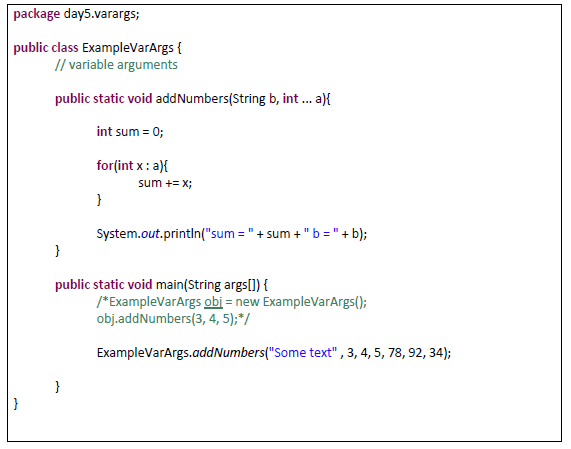 package day5.varargs;
public class ExampleVarArgs {
// variable arguments
public static void addNumbers(String b, int ... a){
int sum = 0;
for(int x : a){
sum += x;
}
System.out.println("sum = " + sum + " b = " + b);
}
public static void main(String args[]) {
/*ExampleVarArgs obj = new ExampleVarArgs();
obj.addNumbers(3, 4, 5);*/
ExampleVarArgs.addNumbers("Some text" , 3, 4, 5, 78, 92, 34);
}
}